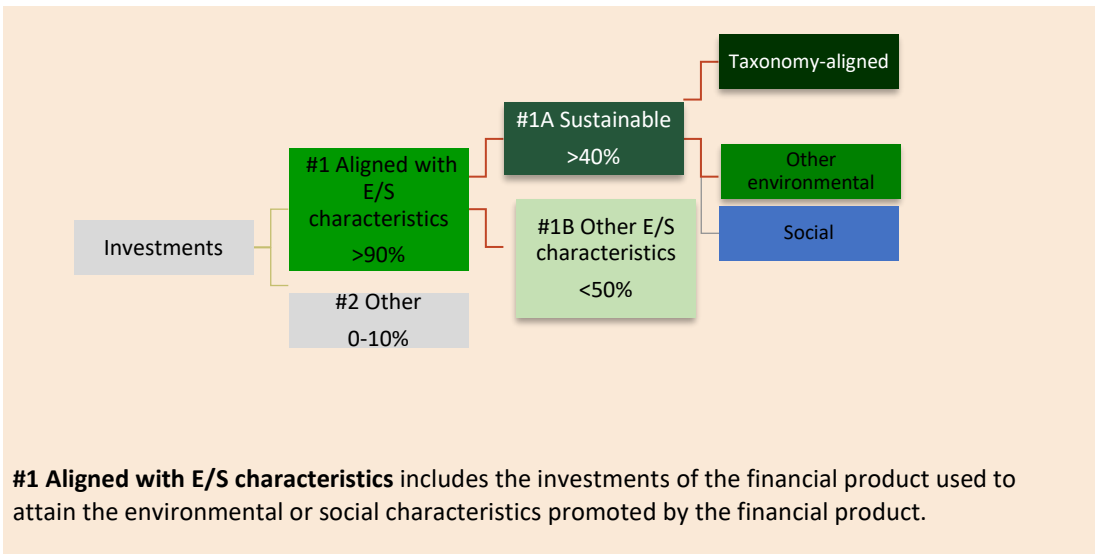 Investments
#1 Aligned with
E/S
characteristics
>90%
#2 Other
0-10%
#1A Sustainable
>40%
#1B Other E/S
characteristics
<50%
Taxonomy-aligned
Other
environmental
Social
#1 Aligned with E/S characteristics includes the investments of the financial product used to
attain the environmental or social characteristics promoted by the financial product.